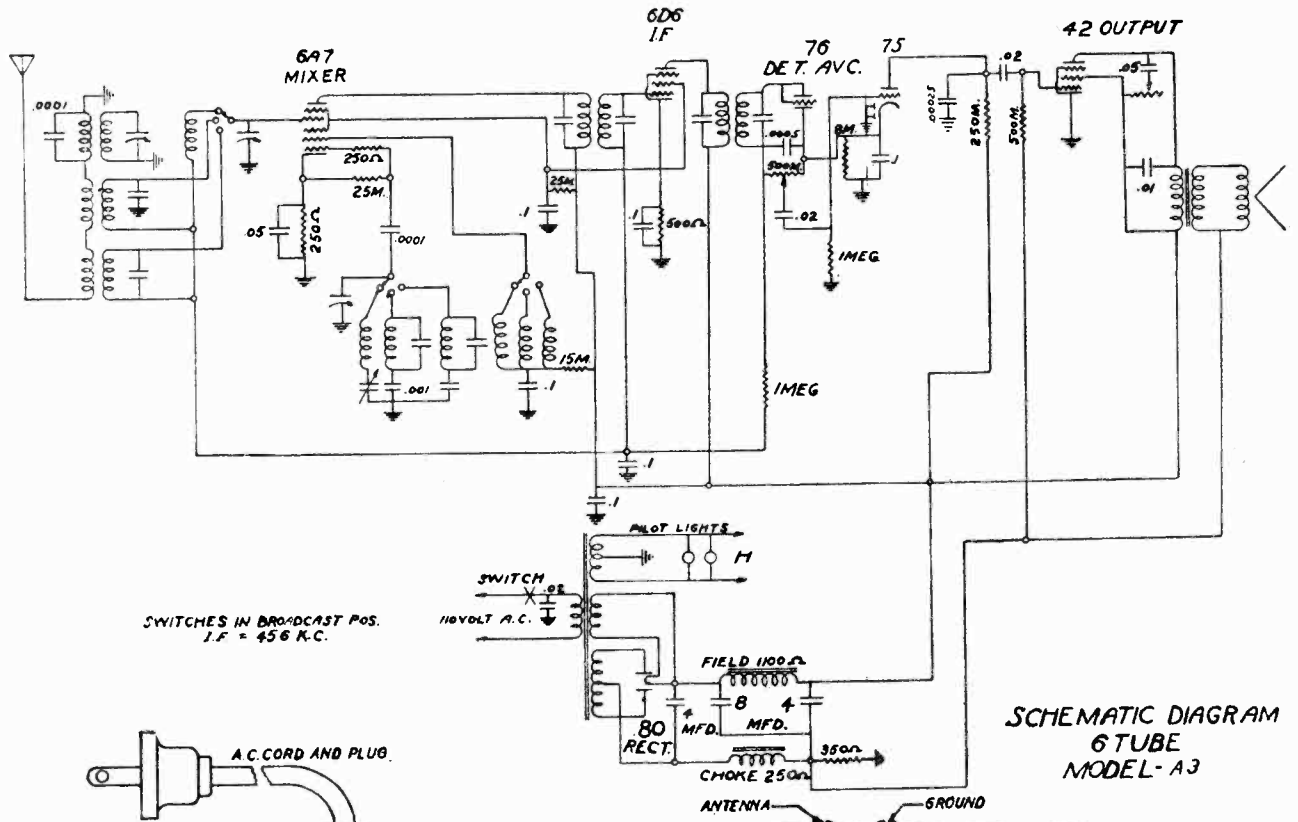 6D6
I.F
42 OUTPUT
6A7
MIXER
76
DET. AVC.
75
.02
.05
.0001
.00025
250M.
500M.
250Ω
25M.
.05
250Ω
.0001
25M.
.1
.1
500Ω
.0005
500M.
.02
8M.
.1
1MEG
.01
15M.
.001
.1
1MEG
.1
.1
PILOT LIGHTS
H
SWITCH
.02
110VOLT A.C.
SWITCHES IN BROADCAST POS.
I.F = 456 K.C.
FIELD 1100Ω
4
MFD.
8
MFD.
4
80
RECT.
CHOKE 250Ω
350Ω
SCHEMATIC DIAGRAM
6 TUBE
MODEL-A3
A.C. CORD AND PLUG.
ANTENNA
GROUND